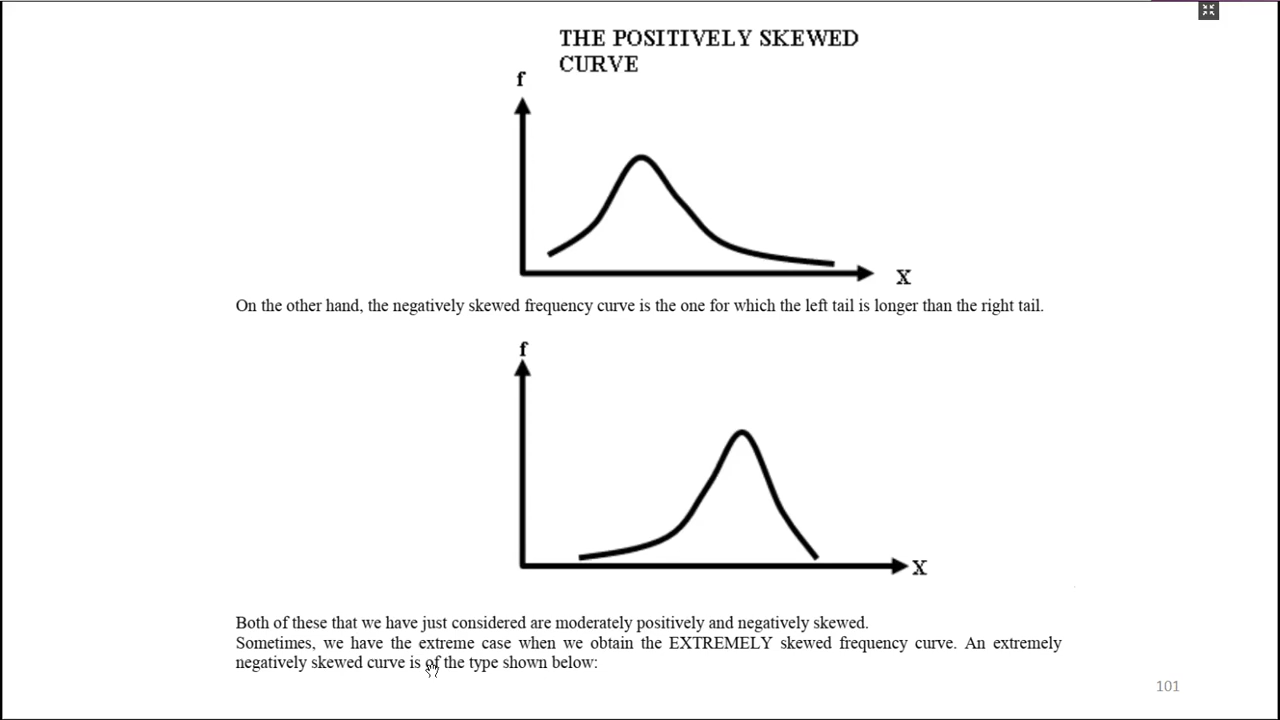 THE POSITIVELY SKEWED
CURVE
f
X
On the other hand, the negatively skewed frequency curve is the one for which the left tail is longer than the right tail.
f
X
Both of these that we have just considered are moderately positively and negatively skewed.
Sometimes, we have the extreme case when we obtain the EXTREMELY skewed frequency curve. An extremely
negatively skewed curve is of the type shown below:
101